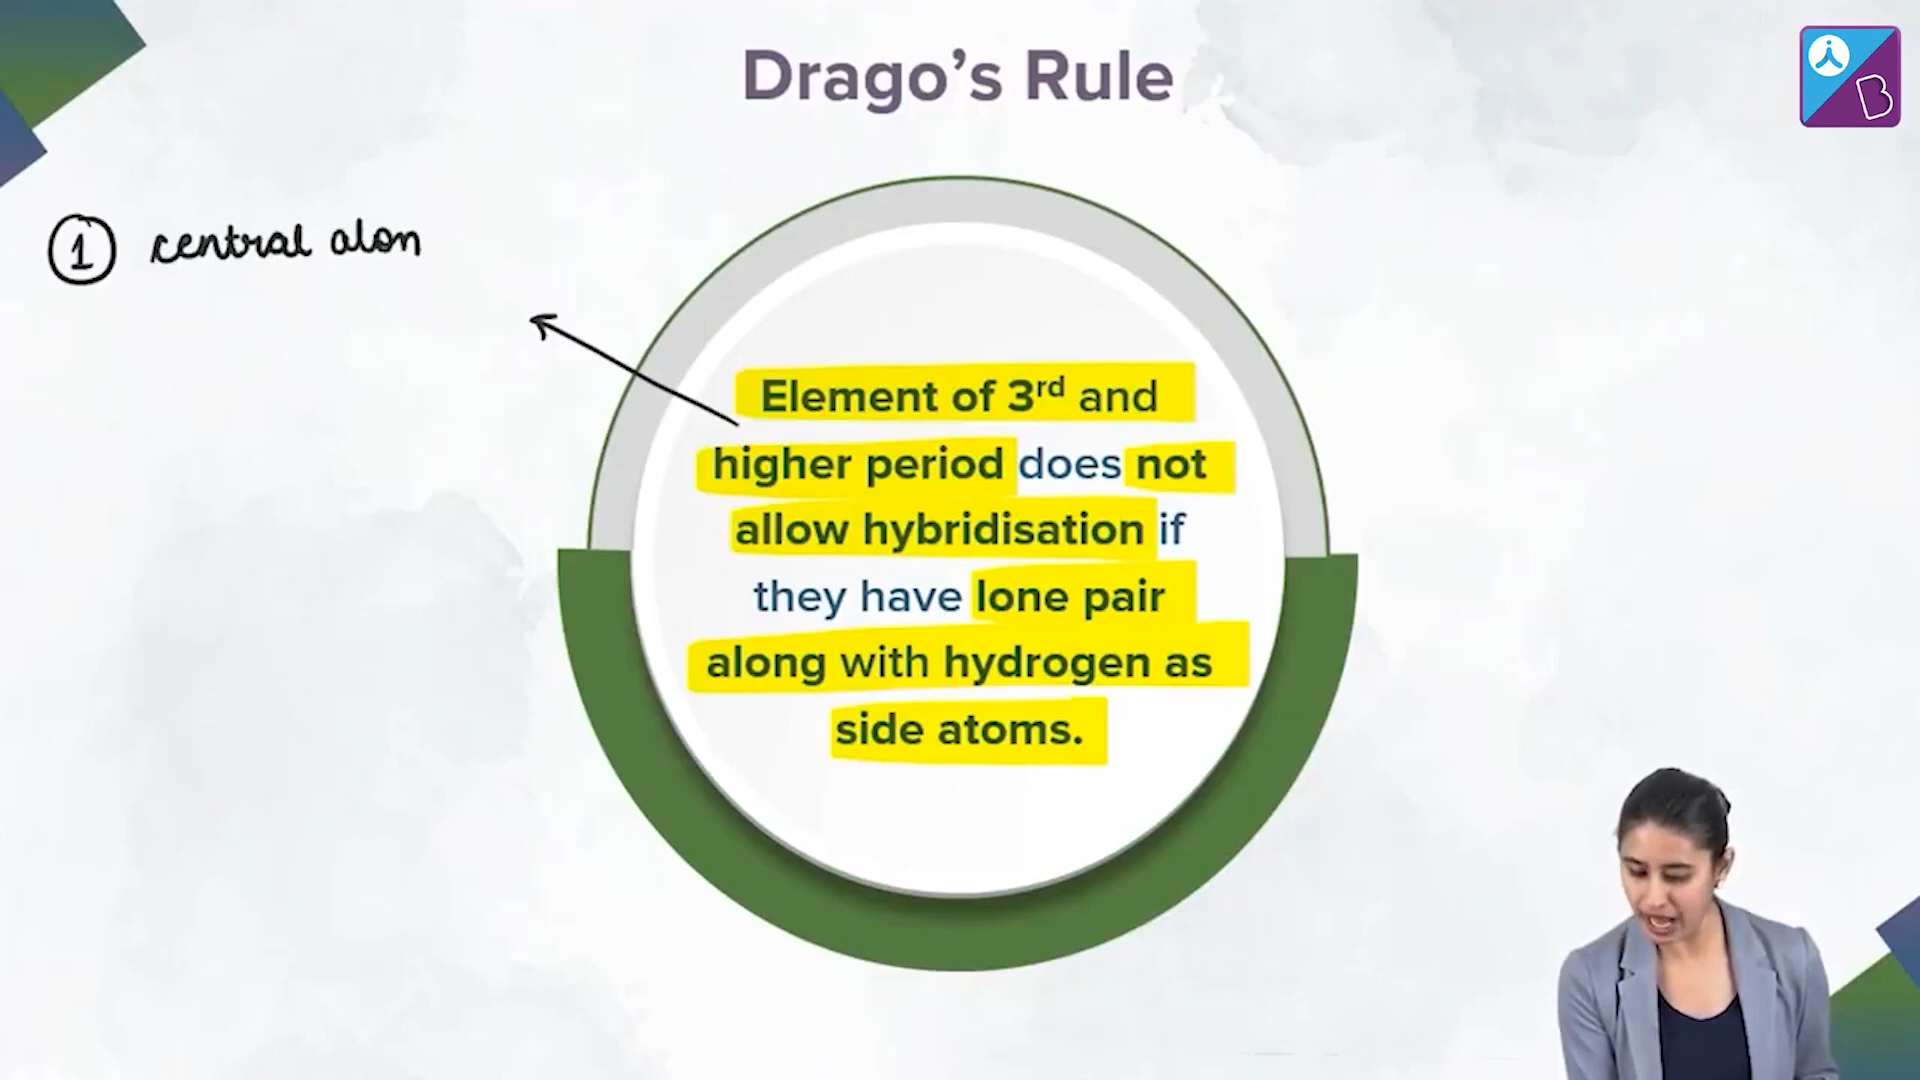 Drago's Rule
① central alon
Element of 3rd and
higher period does not
allow hybridisation if
they have lone pair
along with hydrogen as
side atoms.
B